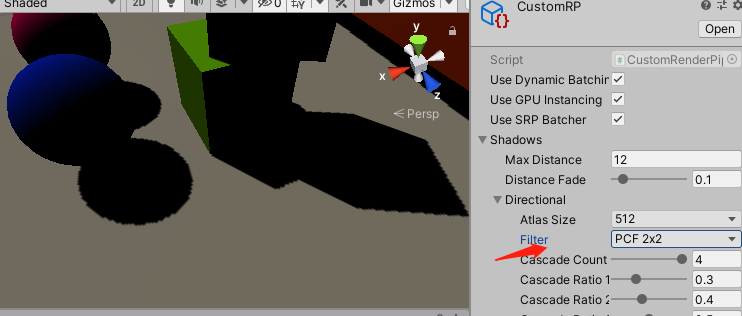 Shaded
2D
0
Gizmos
y
x
z
Persp
CustomRP
Open
Script
# CustomRenderPip
Use Dynamic Batchin
Use GPU Instancing
Use SRP Batcher
Shadows
Max Distance 12
Distance Fade 0.1
Directional
Atlas Size 512
Filter PCF 2x2
Cascade Count 4
Cascade Ratio 1 0.3
Cascade Ratio 2 0.4